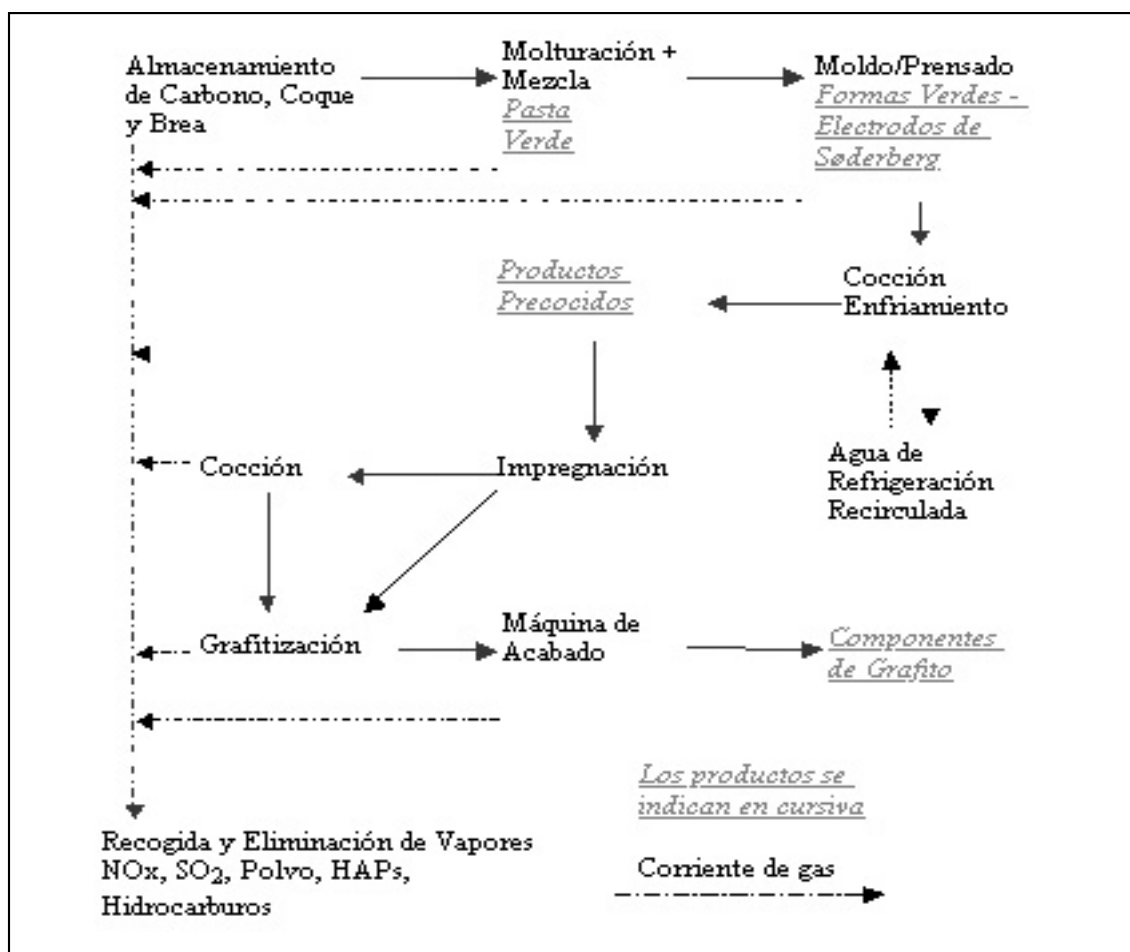 Almacenamiento
de Carbono, Coque
y Brea
Molturación +
Mezcla
Pasta
Verde
Moldo/Prensado
Formas Verdes -
Electrodos de
Søderberg
Productos
Precocidos
Cocción
Enfriamiento
Cocción
Impregnación
Agua de
Refrigeración
Recirculada
Grafitización
Máquina de
Acabado
Componentes
de Grafito
Los productos se
indican en cursiva
Recogida y Eliminación de Vapores
NOx, SO2, Polvo, HAPs,
Hidrocarburos
Corriente de gas